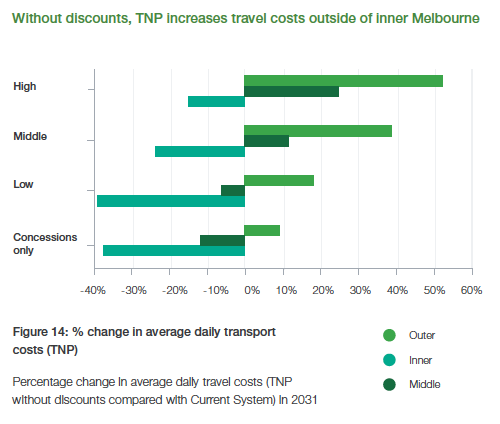 Without discounts, TNP increases travel costs outside of inner Melbourne
High
Middle
Low
Concessions
only
-40% -30% -20% -10% 0% 10% 20% 30% 40% 50% 60%
Figure 14: % change in average daily transport
costs (TNP)
Percentage change in average daily travel costs (TNP
without discounts compared with Current System) in 2031
Outer
Inner
Middle